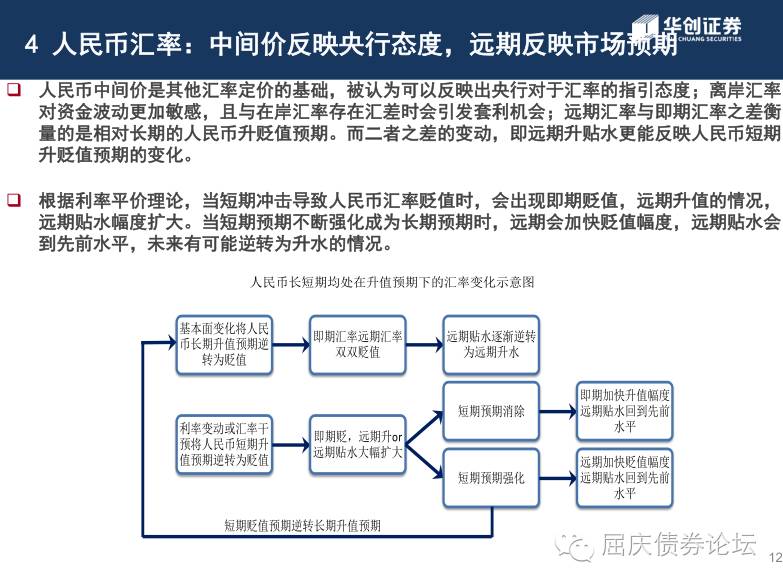 4 人民币汇率：中间价反映央行态度，远期反映市场预期
华创证券
HUA CHUANG SECURITIES
人民币中间价是其他汇率定价的基础，被认为可以反映出央行对于汇率的指引态度；离岸汇率
对资金波动更加敏感，且与在岸汇率存在汇差时会引发套利机会；远期汇率与即期汇率之差衡
量的是相对长期的人民币升贬值预期。而二者之差的变动，即远期升贴水更能反映人民币短期
升贬值预期的变化。
根据利率平价理论，当短期冲击导致人民币汇率贬值时，会出现即期贬值，远期升值的情况，
远期贴水幅度扩大。当短期预期不断强化成为长期预期时，远期会加快贬值幅度，远期贴水会
到先前水平，未来有可能逆转为升水的情况。
人民币长短期均处在升值预期下的汇率变化示意图
基本面变化将人民
币长期升值预期逆
转为贬值
即期汇率远期汇率
双双贬值
远期贴水逐渐逆转
为远期升水
利率变动或汇率干
预将人民币短期升
值预期逆转为贬值
即期贬，远期升or
远期贴水大幅扩大
短期预期消除
即期加快升值幅度
远期贴水回到先前
水平
短期预期强化
远期加快贬值幅度
远期贴水回到先前
水平
短期贬值预期逆转长期升值预期
屈庆债券论坛
12